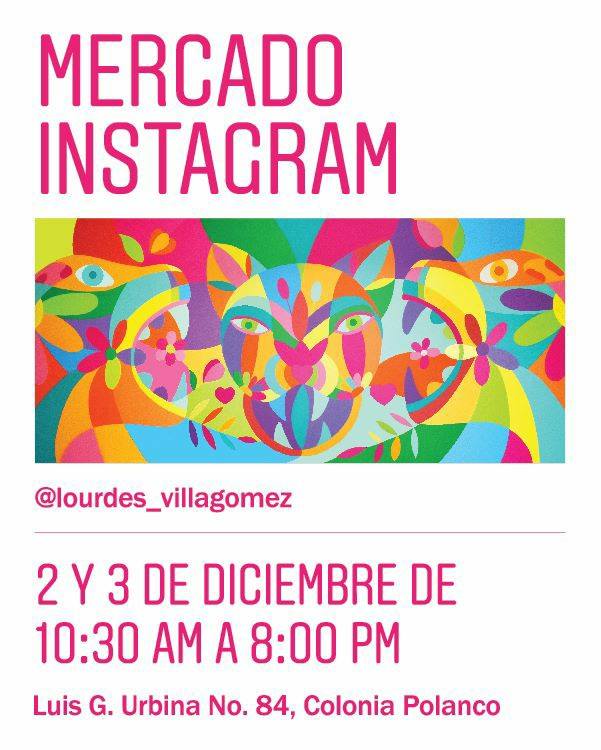 MERCADO
INSTAGRAM
@lourdes_villagomez
2 Y 3 DE DICIEMBRE DE
10:30 AM A 8:00 PM
Luis G. Urbina No. 84, Colonia Polanco